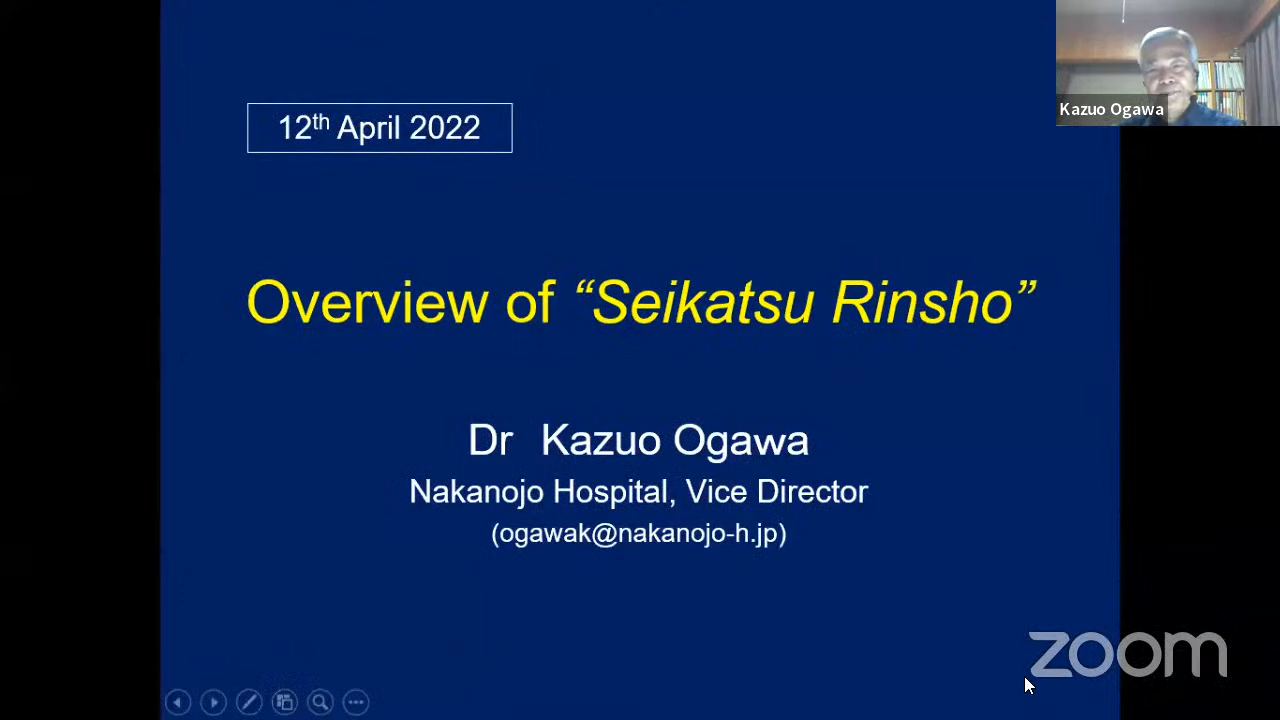 12th April 2022
Kazuo Ogawa
Overview of “Seikatsu Rinsho”
Dr Kazuo Ogawa
Nakanojo Hospital, Vice Director
(ogawak@nakanojo-h.jp)
zoom